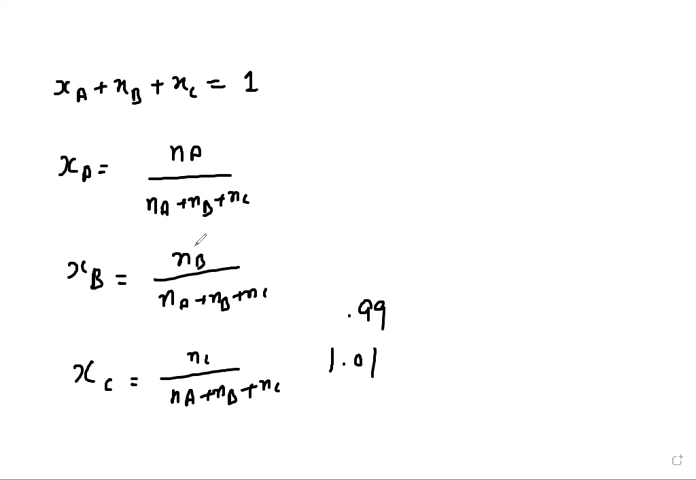 x_A + x_B + x_C = 1
x_A = n_A / (n_A + n_B + n_C)
x_B = n_B / (n_A + n_B + n_C)
.99
x_C = n_C / (n_A + n_B + n_C)
1.01